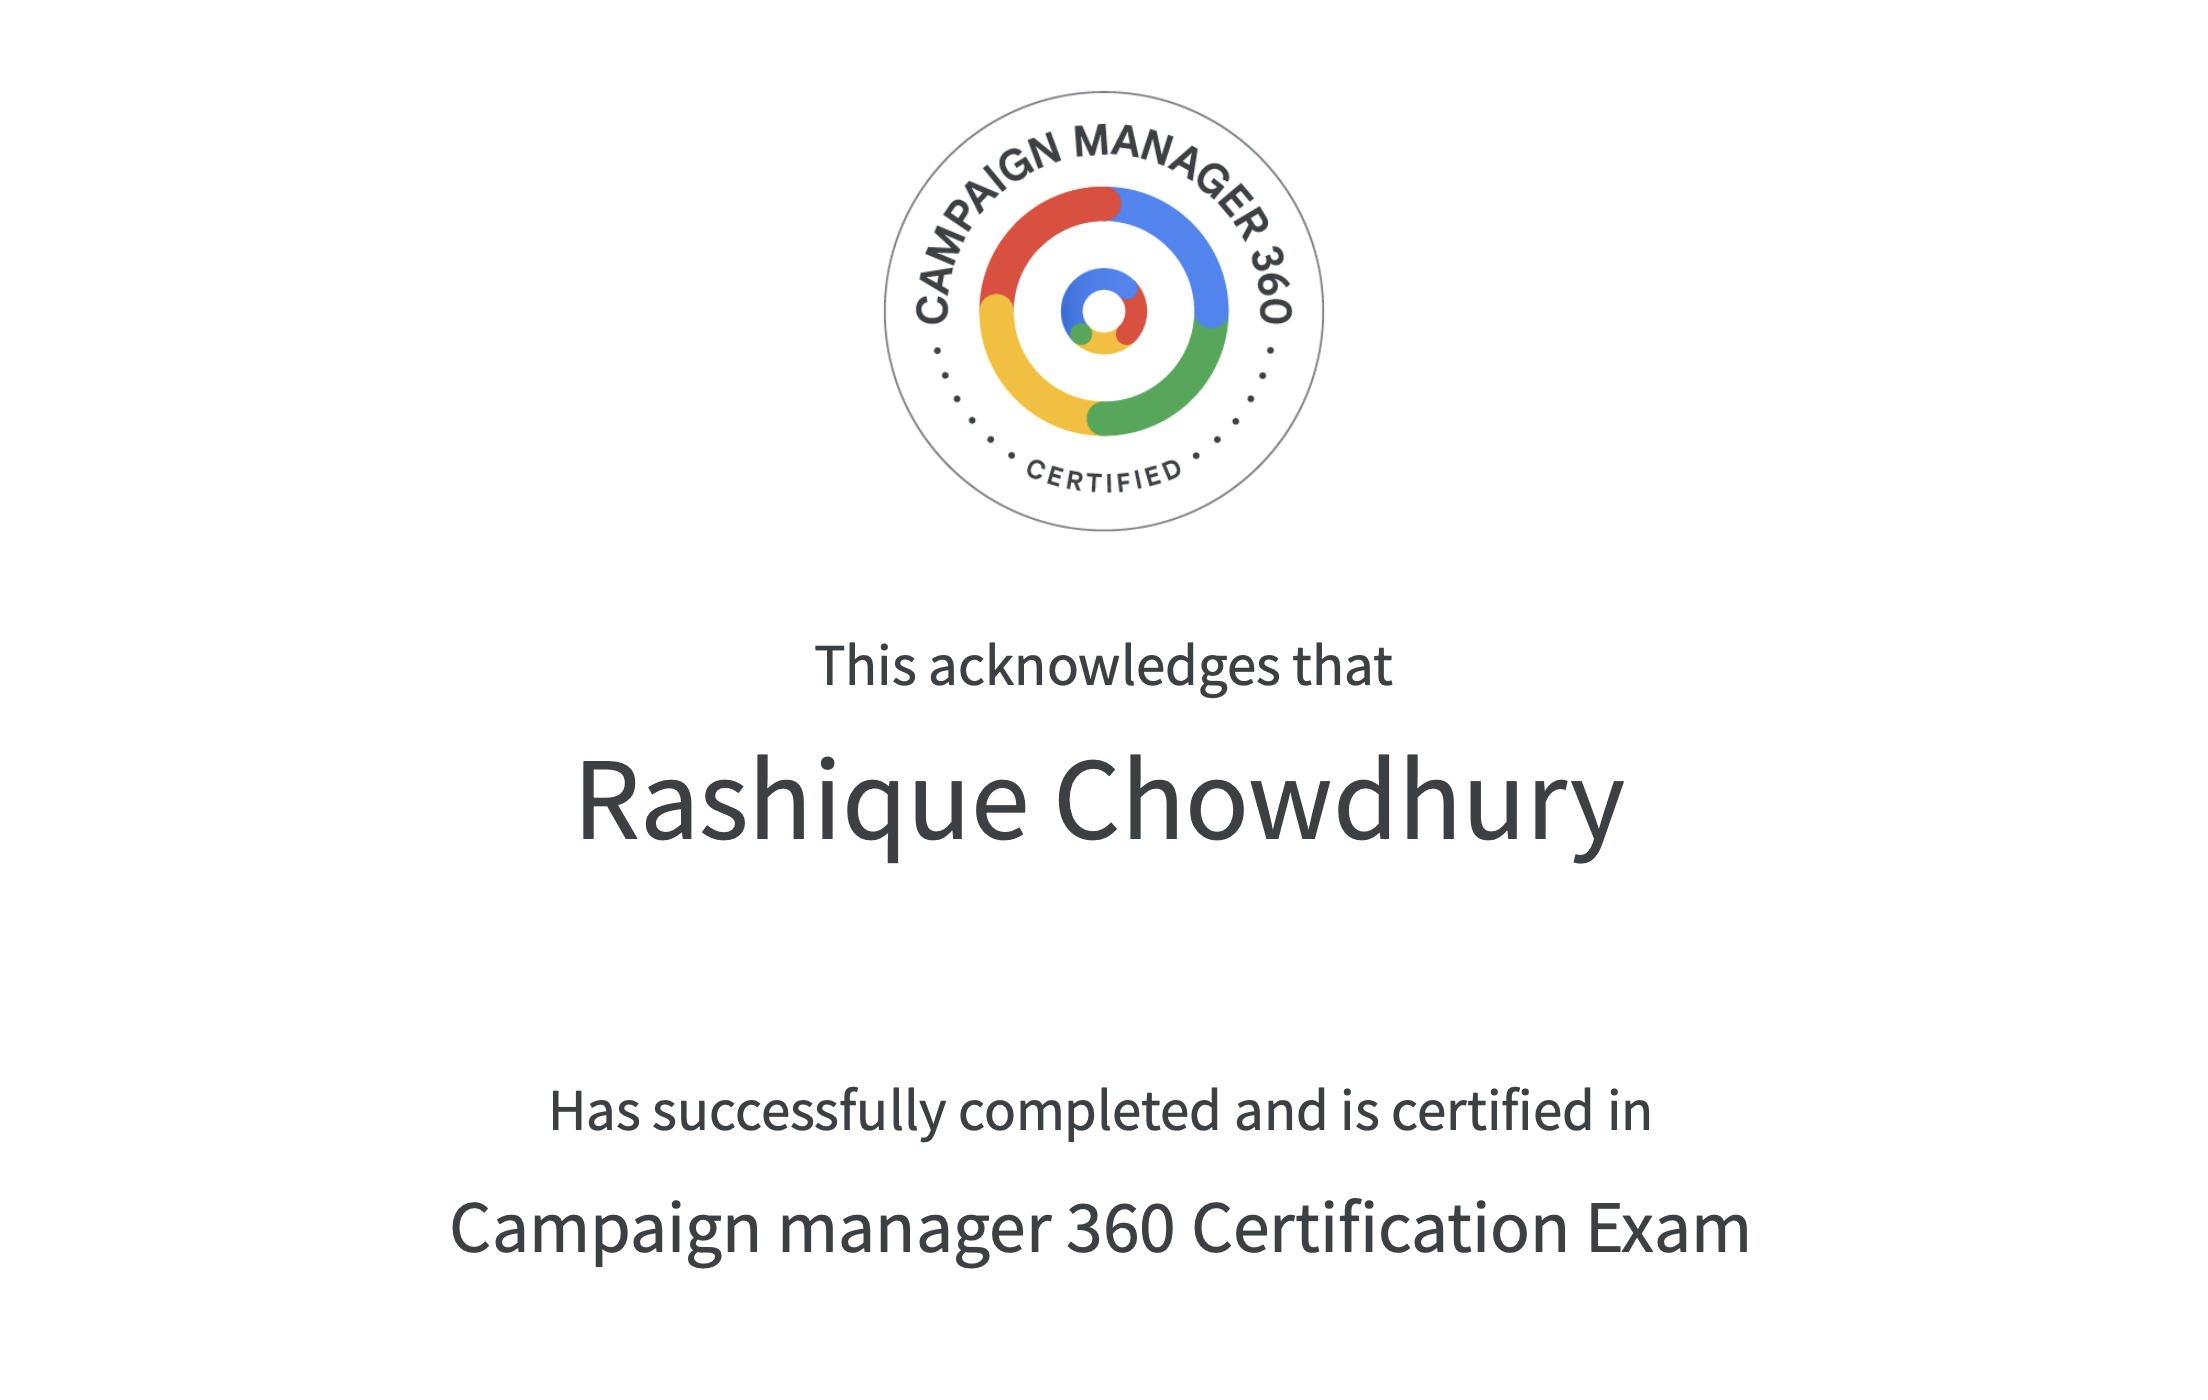 CAMPAIGN MANAGER 360
CERTIFIED
This acknowledges that
Rashique Chowdhury
Has successfully completed and is certified in
Campaign manager 360 Certification Exam